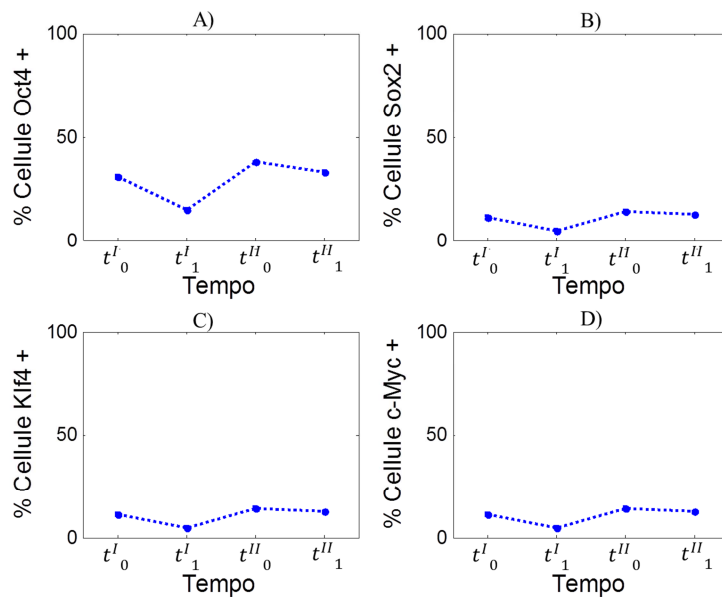 A)
100
50
0
% Cellule Oct4 +
t^I_0 t^I_1 t^II_0 t^II_1
Tempo
B)
100
50
0
% Cellule Sox2 +
t^I_0 t^I_1 t^II_0 t^II_1
Tempo
C)
100
50
0
% Cellule Klf4 +
t^I_0 t^I_1 t^II_0 t^II_1
Tempo
D)
100
50
0
% Cellule c-Myc +
t^I_0 t^I_1 t^II_0 t^II_1
Tempo